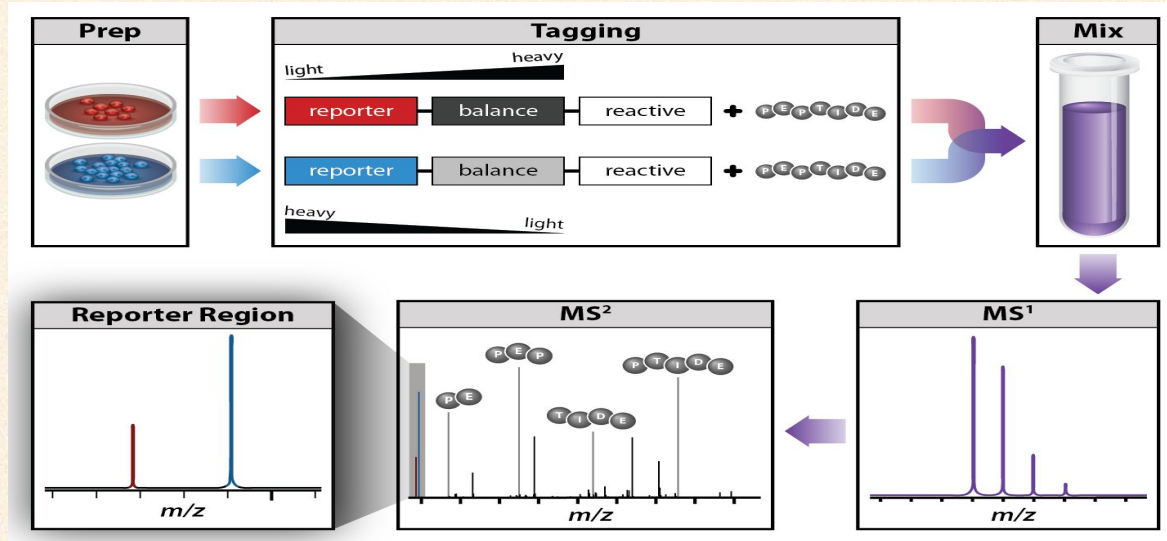 Prep
Tagging
Mix
light
heavy
reporter
balance
reactive
+
P E P T I D E
reporter
balance
reactive
+
P E P T I D E
heavy
light
Reporter Region
m/z
MS²
P E
P E P
T I D E
P T I D E
m/z
MS¹
m/z